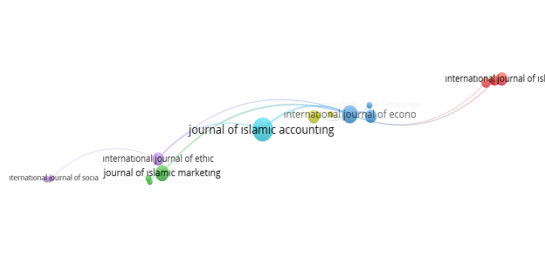 international journal of isl
international journal of econo
journal of islamic accounting
international journal of ethic
journal of islamic marketing
international journal of socia